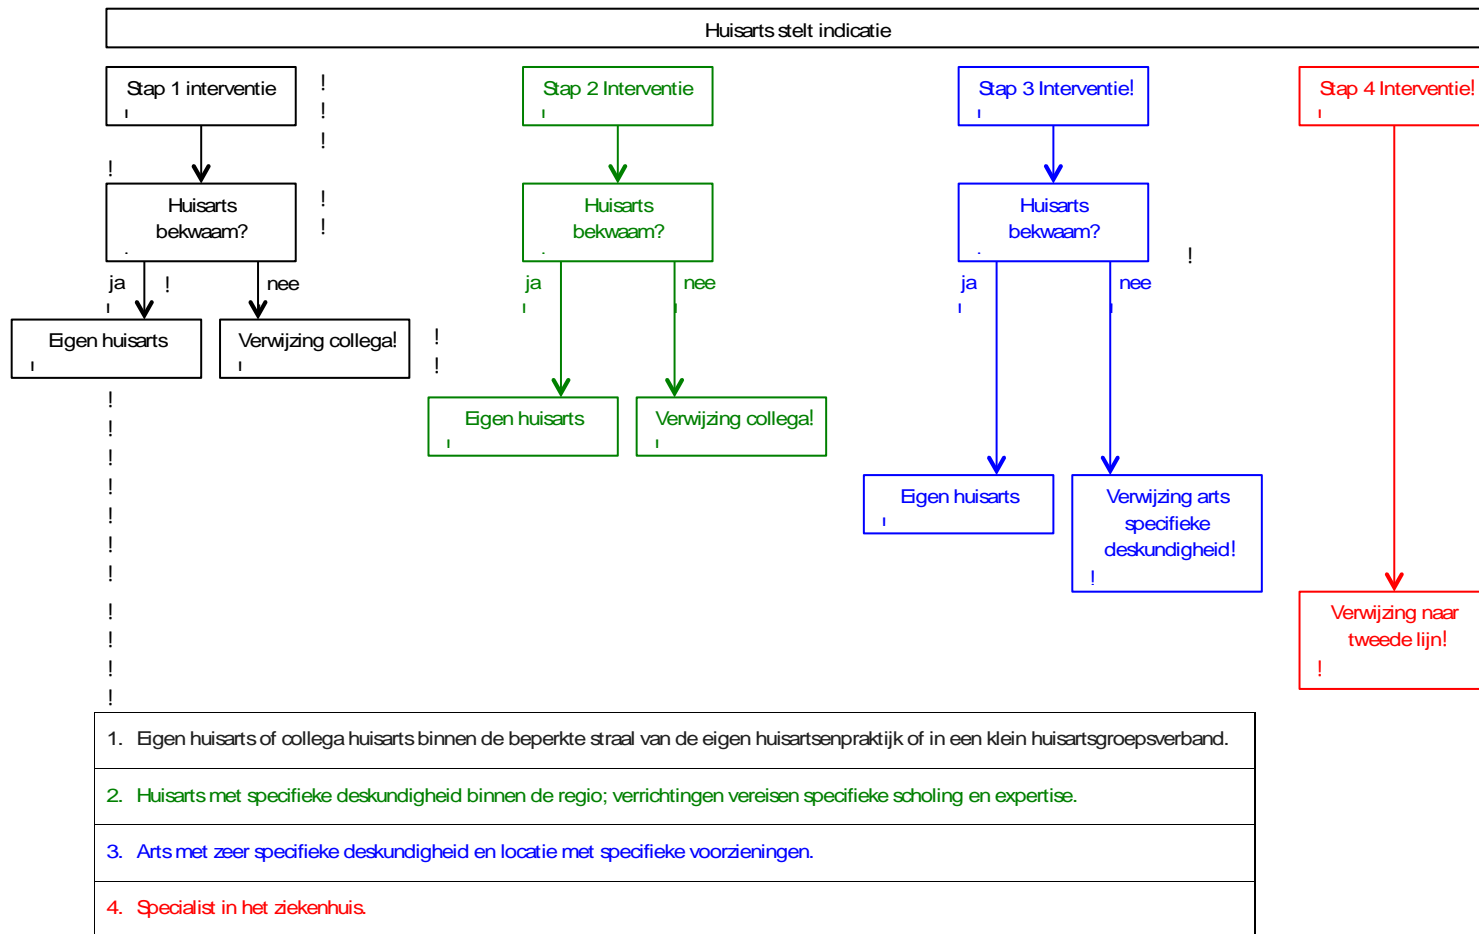 Huisarts stelt indicatie
Stap 1 interventie
Stap 2 Interventie
Stap 3 Interventie!
Stap 4 Interventie!
!
!
!
!
Huisarts
bekwaam?
!
!
Huisarts
bekwaam?
Huisarts
bekwaam?
!
ja
!
nee
ja
nee
ja
nee
Eigen huisarts
Verwijzing collega!
!
!
Eigen huisarts
Verwijzing collega!
Eigen huisarts
Verwijzing arts
specifieke
deskundigheid!
!
Verwijzing naar
tweede lijn!
!
!
!
!
!
!
!
!
!
!
!
!
1. Eigen huisarts of collega huisarts binnen de beperkte straal van de eigen huisartsenpraktijk of in een klein huisartsgroepsverband.
2. Huisarts met specifieke deskundigheid binnen de regio; verrichtingen vereisen specifieke scholing en expertise.
3. Arts met zeer specifieke deskundigheid en locatie met specifieke voorzieningen.
4. Specialist in het ziekenhuis.